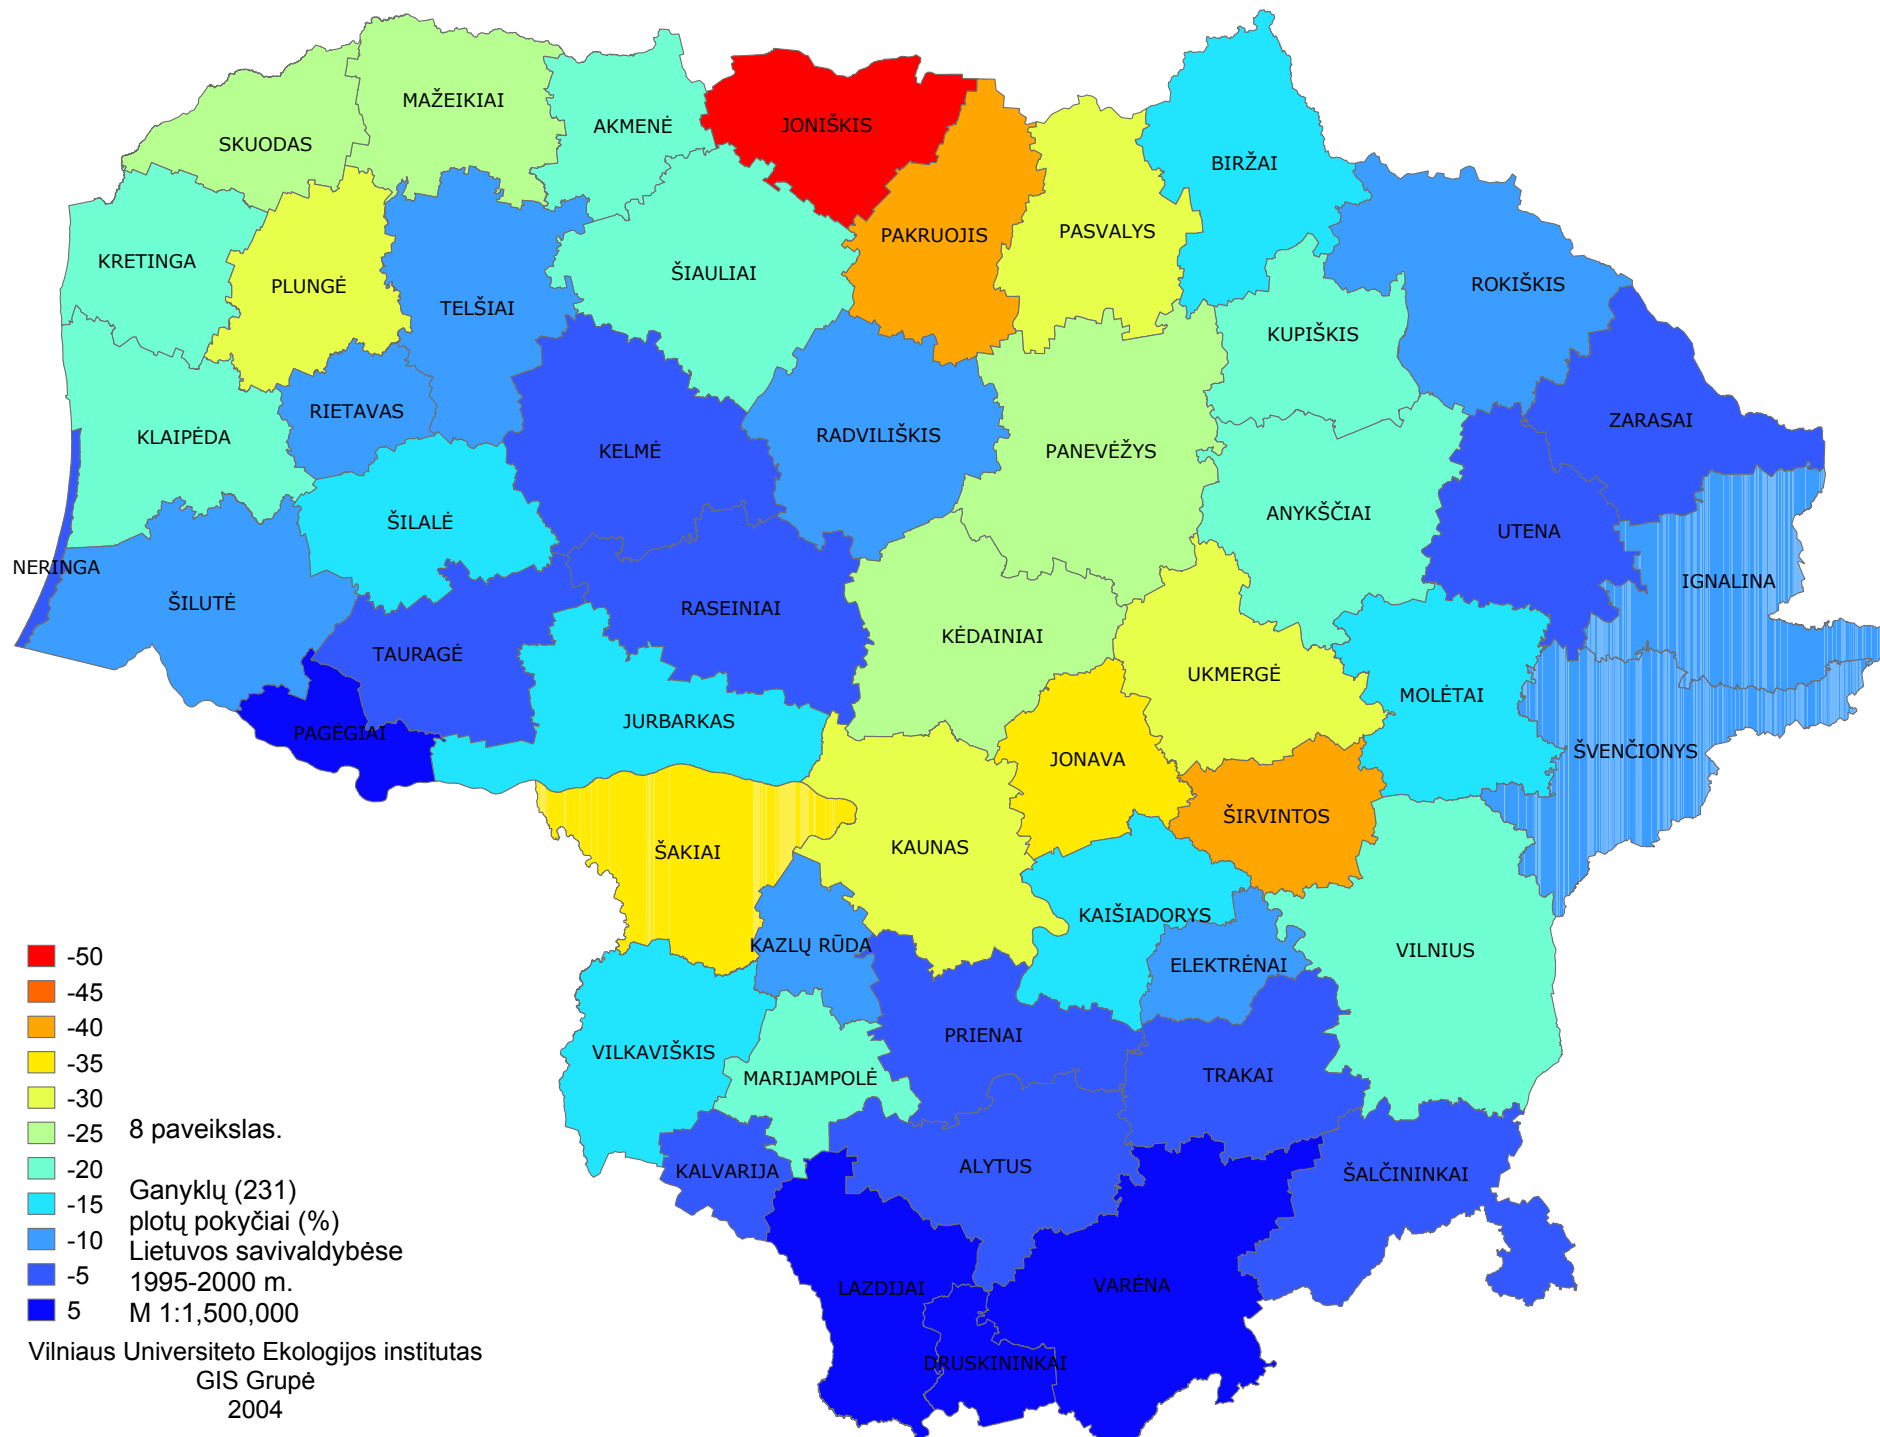 MAŽEIKIAI
AKMENĖ
JONIŠKIS
SKUODAS
BIRŽAI
KRETINGA
PLUNGĖ
TELŠIAI
ŠIAULIAI
PAKRUOJIS
PASVALYS
ROKIŠKIS
KUPIŠKIS
KLAIPĖDA
RIETAVAS
KELMĖ
RADVILIŠKIS
PANEVĖŽYS
ZARASAI
ŠILALĖ
ANYKŠČIAI
UTENA
NERINGA
ŠILUTĖ
RASEINIAI
IGNALINA
TAURAGĖ
KĖDAINIAI
UKMERGĖ
MOLĖTAI
PAGĖGIAI
JURBARKAS
JONAVA
ŠVENČIONYS
ŠAKIAI
KAUNAS
ŠIRVINTOS
KAIŠIADORYS
KAZLŲ RŪDA
ELEKTRĖNAI
VILNIUS
VILKAVIŠKIS
PRIENAI
MARIJAMPOLĖ
TRAKAI
KALVARIJA
ALYTUS
ŠALČININKAI
LAZDIJAI
VARĖNA
DRUSKININKAI
-50
-45
-40
-35
-30
-25
-20
-15
-10
-5
5
8 paveikslas.
Ganyklų (231)
plotų pokyčiai (%)
Lietuvos savivaldybėse
1995-2000 m.
M 1:1,500,000
Vilniaus Universiteto Ekologijos institutas
GIS Grupė
2004